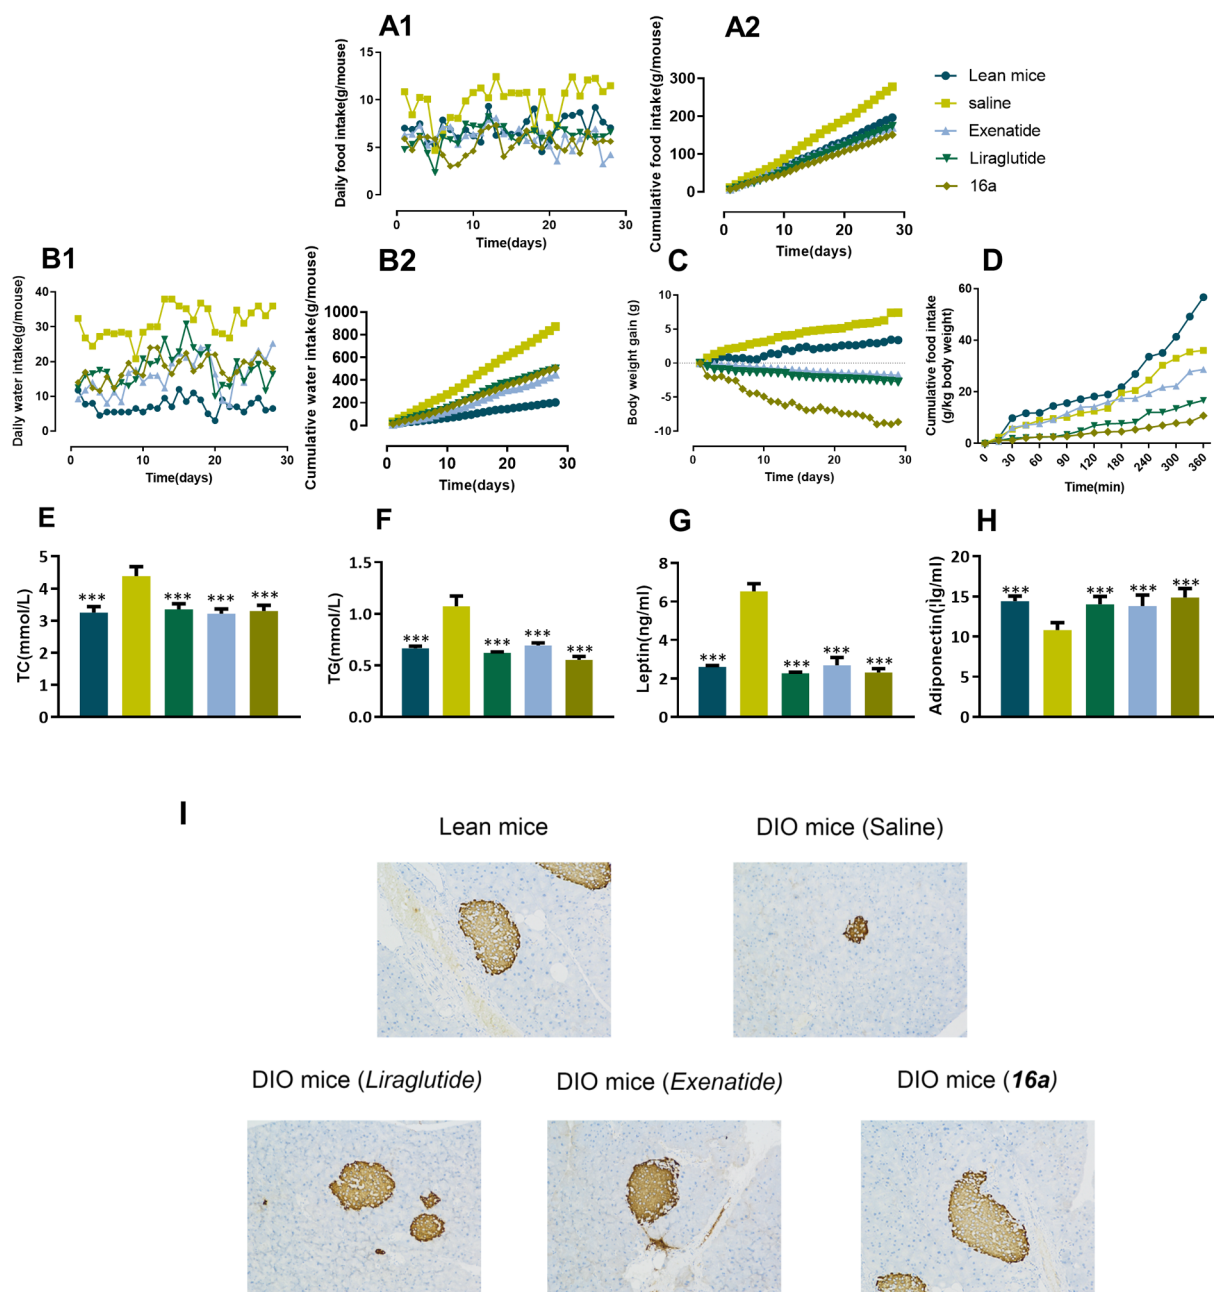 A1
A2
Daily food intake(g/mouse)
15
10
5
0
0 10 20 30
Time(days)
Cumulative food intake(g/mouse)
300
200
100
0
0 10 20 30
Time(days)
Lean mice
saline
Exenatide
Liraglutide
16a
B1
B2
C
D
Daily water intake(g/mouse)
40
30
20
10
0
0 10 20 30
Time(days)
Cumulative water intake(g/mouse)
1000
800
600
400
200
0
0 10 20 30
Time(days)
Body weight gain (g)
10
5
0
-5
-10
0 10 20 30
Time (days)
Cumulative food intake
(g/kg body weight)
60
40
20
0
0 30 60 90 120 180 240 300 360
Time(min)
E
F
G
H
TC(mmol/L)
5
4
3
2
1
0
*** *** *** ***
TG(mmol/L)
1.5
1.0
0.5
0.0
*** *** *** ***
Leptin(ng/ml)
8
6
4
2
0
*** *** *** ***
Adiponectin(¦Ìg/ml)
20
15
10
5
0
*** *** *** ***
I
Lean mice
DIO mice (Saline)
DIO mice (Liraglutide)
DIO mice (Exenatide)
DIO mice (16a)